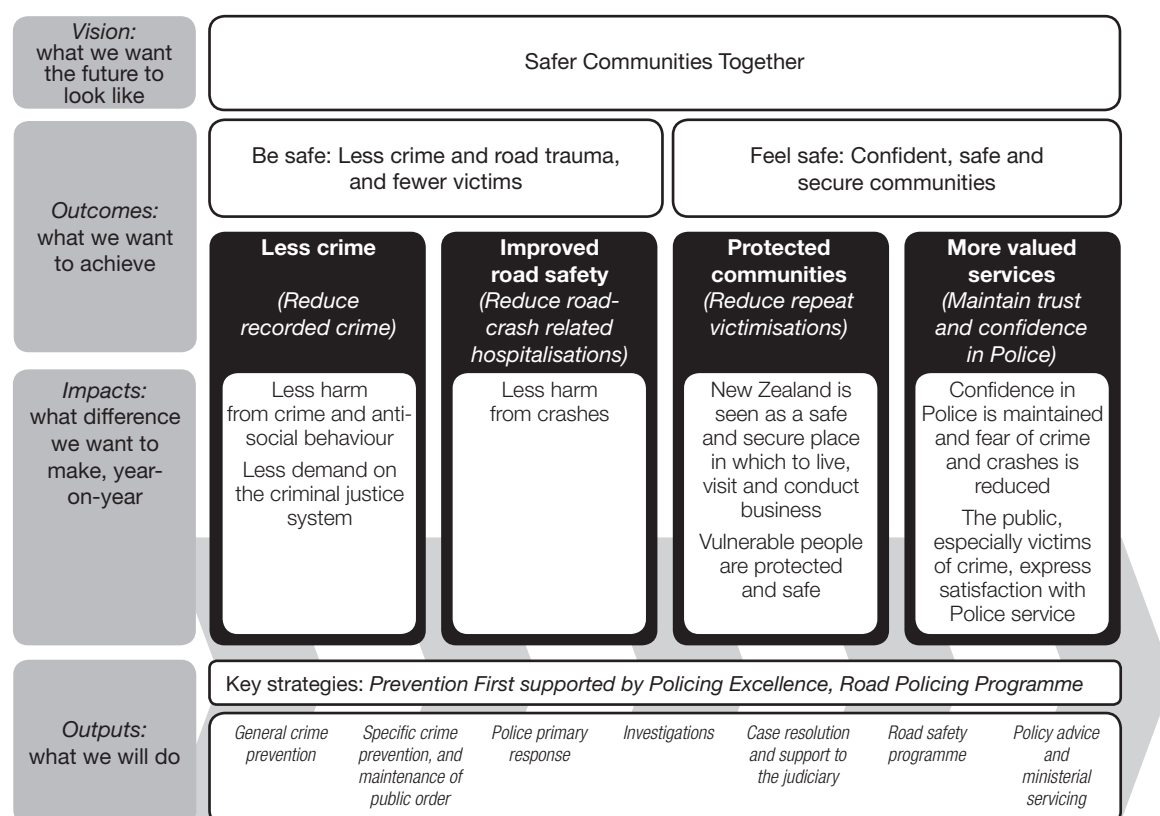 Vision:
what we want
the future to
look like
Safer Communities Together
Outcomes:
what we want
to achieve
Be safe: Less crime and road trauma,
and fewer victims
Feel safe: Confident, safe and
secure communities
Less crime
(Reduce
recorded crime)
Improved
road safety
(Reduce road-
crash related
hospitalisations)
Protected
communities
(Reduce repeat
victimisations)
More valued
services
(Maintain trust
and confidence
in Police)
Impacts:
what difference
we want to
make, year-
on-year
Less harm
from crime and anti-
social behaviour
Less demand on
the criminal justice
system
Less harm
from crashes
New Zealand is
seen as a safe
and secure place
in which to live,
visit and conduct
business
Vulnerable people
are protected
and safe
Confidence in
Police is maintained
and fear of crime
and crashes is
reduced
The public,
especially victims
of crime, express
satisfaction with
Police service
Outputs:
what we will do
Key strategies: Prevention First supported by Policing Excellence, Road Policing Programme
General crime
prevention
Specific crime
prevention, and
maintenance of
public order
Police primary
response
Investigations
Case resolution
and support to
the judiciary
Road safety
programme
Policy advice
and
ministerial
servicing